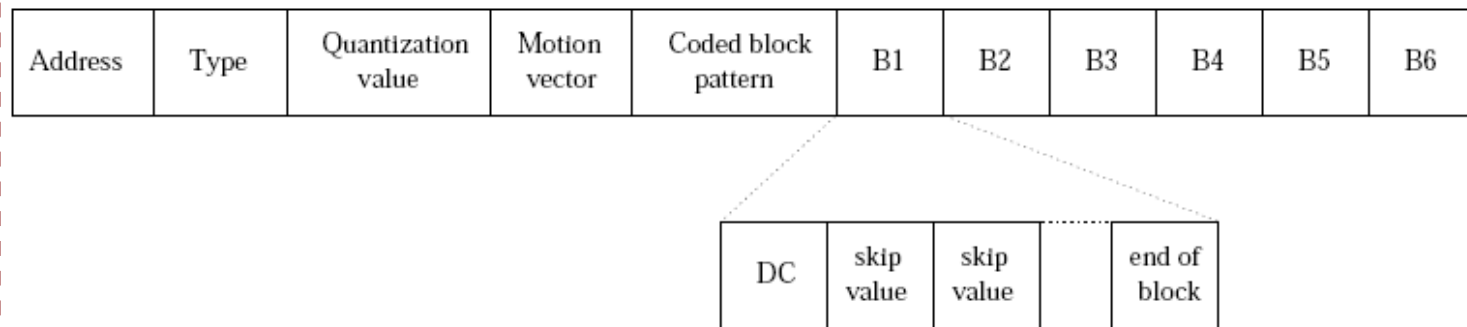 Address
Type
Quantization
value
Motion
vector
Coded block
pattern
B1
B2
B3
B4
B5
B6
DC
skip
value
skip
value
end of
block